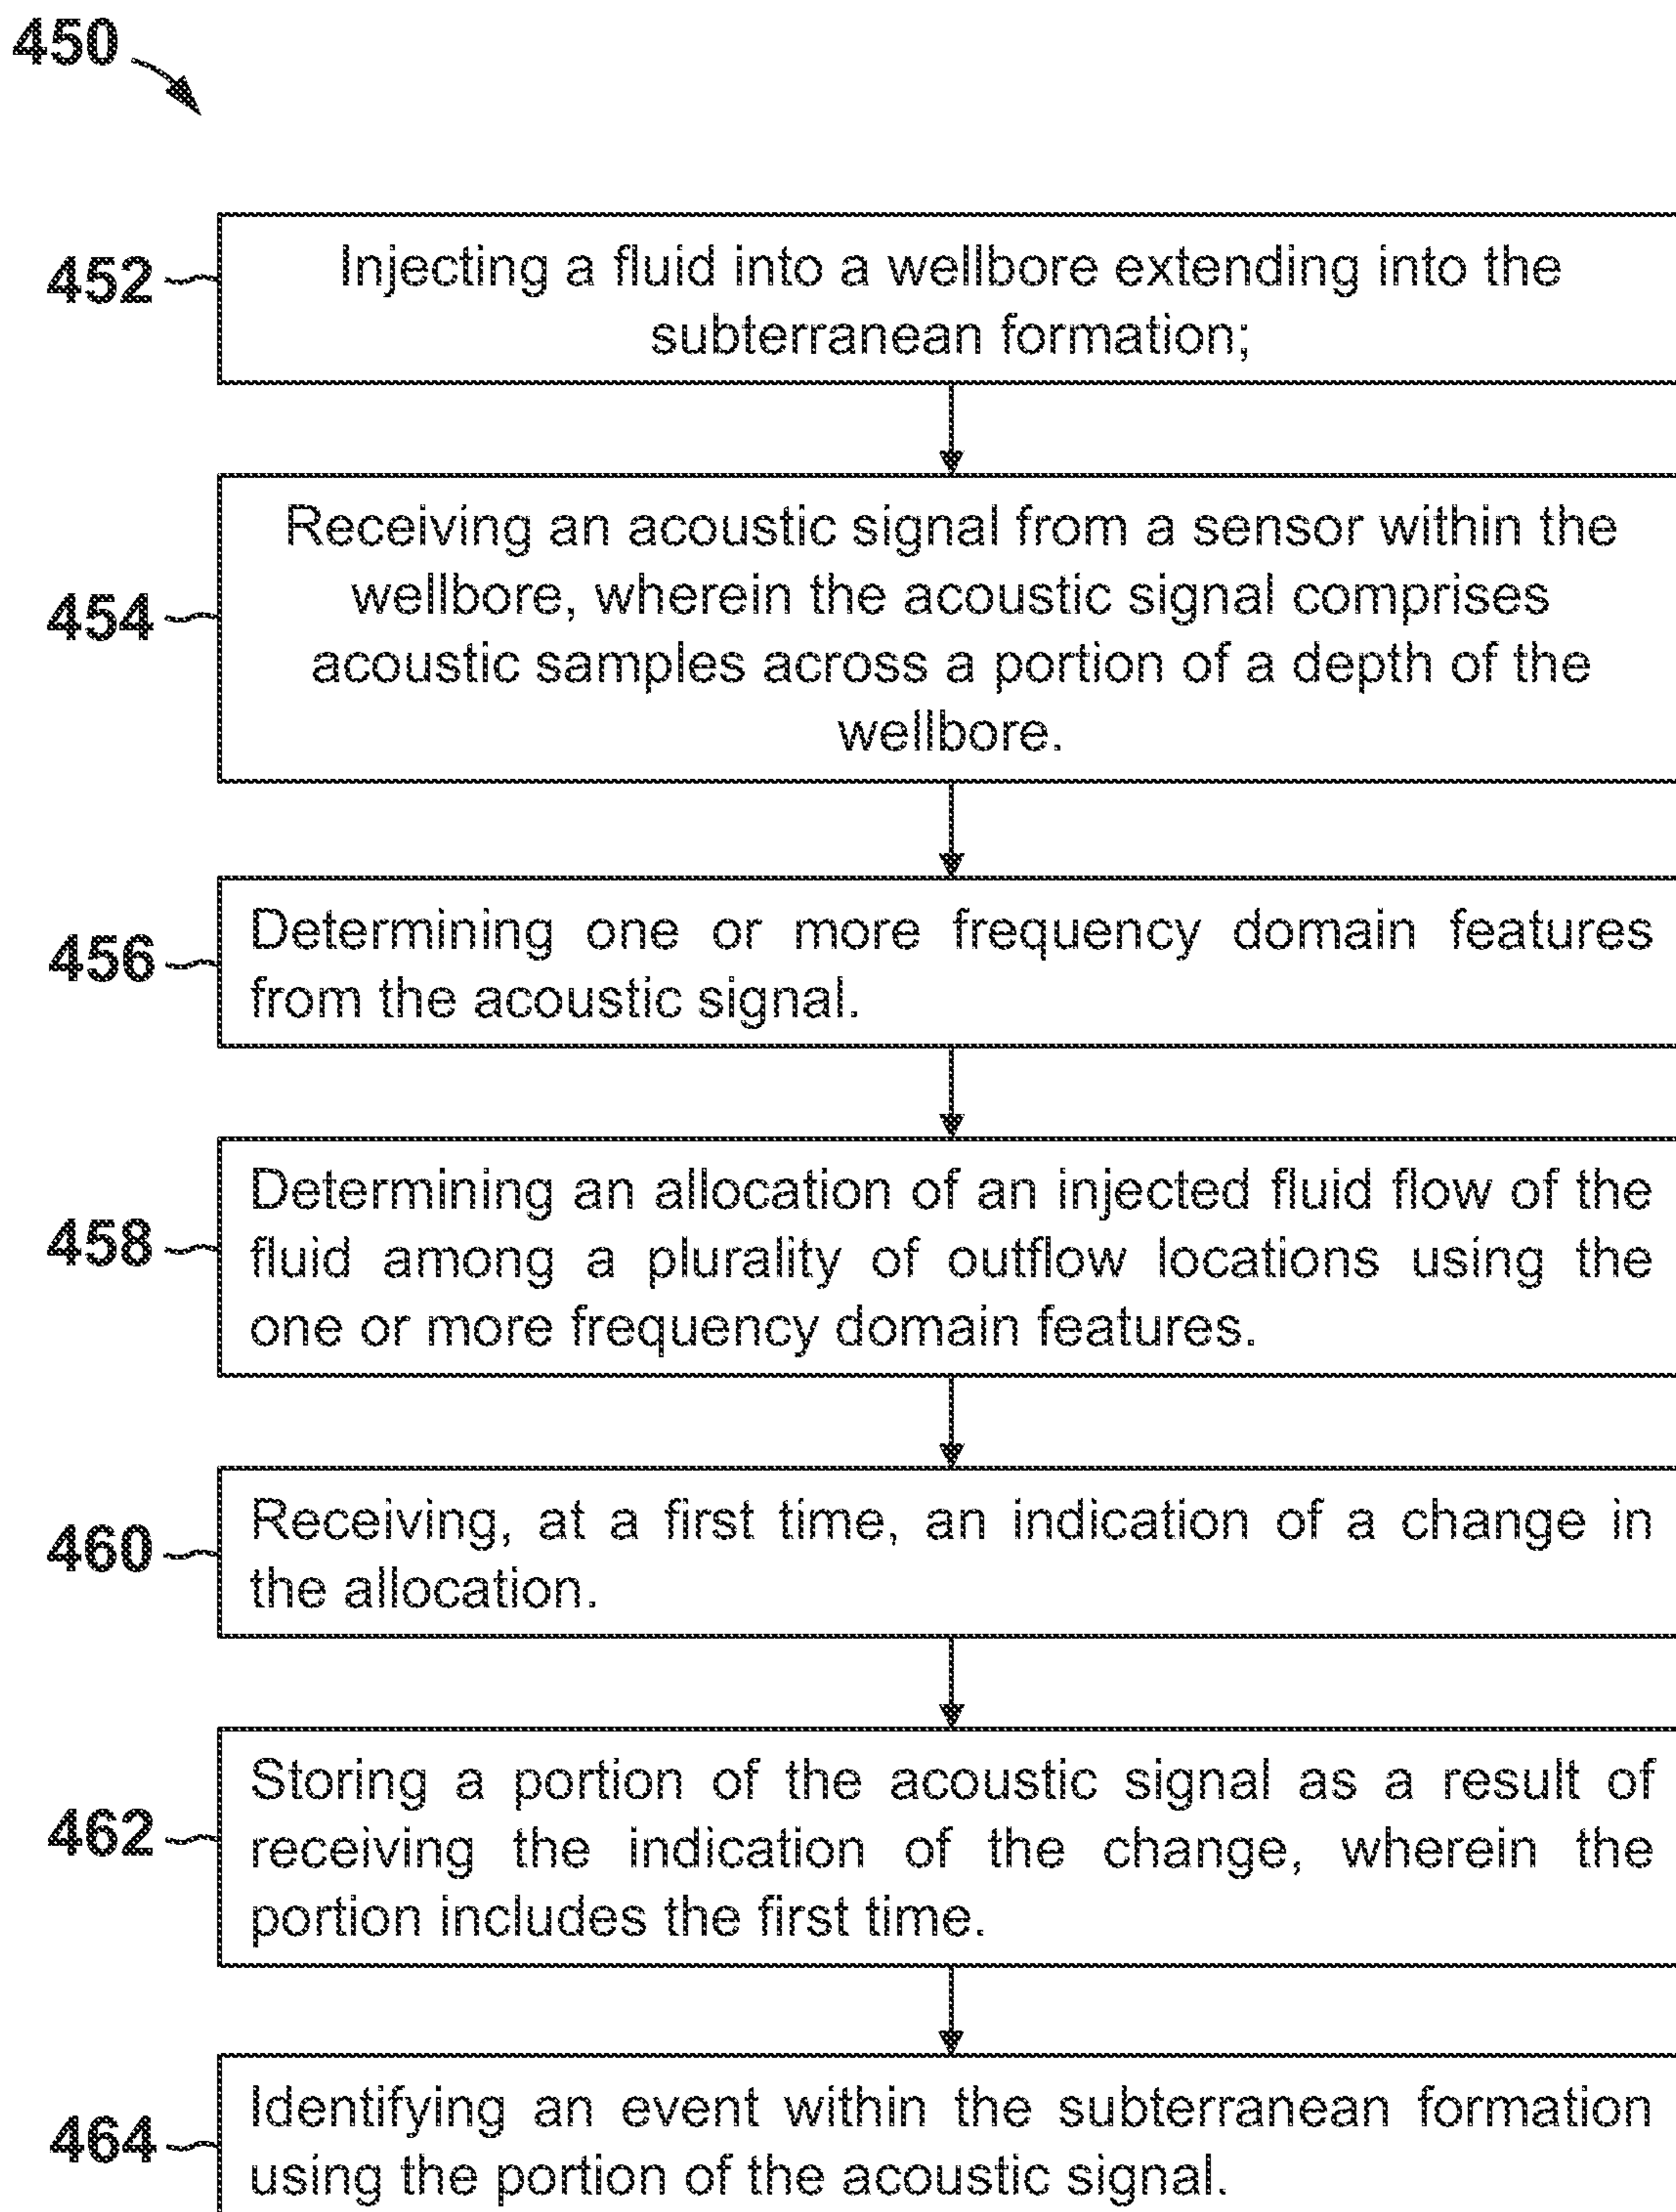 450
452
Injecting a fluid into a wellbore extending into the
subterranean formation;
454
Receiving an acoustic signal from a sensor within the
wellbore, wherein the acoustic signal comprises
acoustic samples across a portion of a depth of the
wellbore.
456
Determining one or more frequency domain features
from the acoustic signal.
458
Determining an allocation of an injected fluid flow of the
fluid among a plurality of outflow locations using the
one or more frequency domain features.
460
Receiving, at a first time, an indication of a change in
the allocation.
462
Storing a portion of the acoustic signal as a result of
receiving the indication of the change, wherein the
portion includes the first time.
464
Identifying an event within the subterranean formation
using the portion of the acoustic signal.